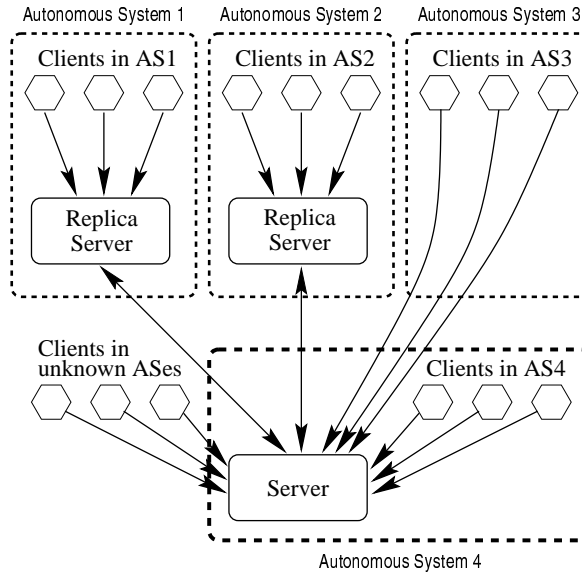 Autonomous System 1
Autonomous System 2
Autonomous System 3
Clients in AS1
Clients in AS2
Clients in AS3
Replica
Server
Replica
Server
Clients in
unknown ASes
Clients in AS4
Server
Autonomous System 4